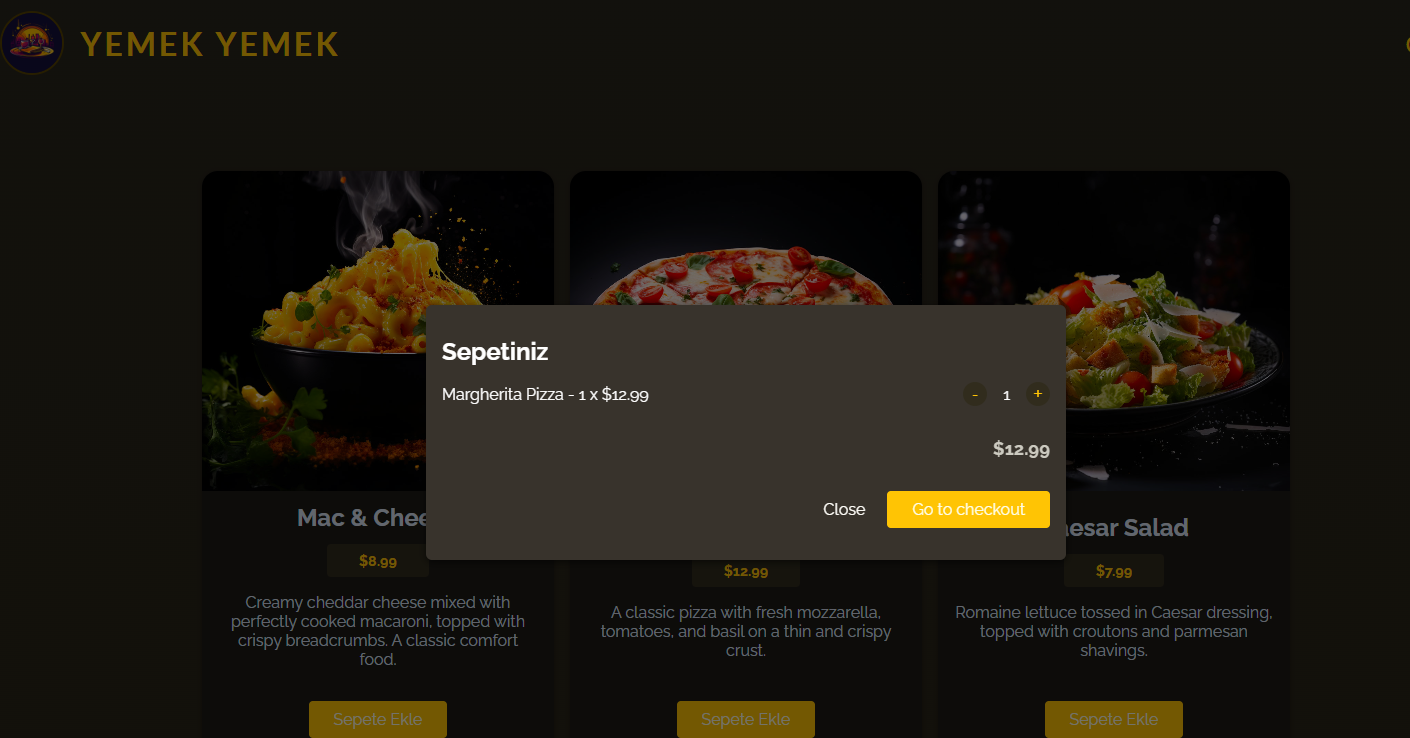 YEMEK YEMEK
Sepetiniz
Margherita Pizza - 1 x $12.99
- 1 +
$12.99
Close
Go to checkout
Mac & Chee
$8.99
Creamy cheddar cheese mixed with
perfectly cooked macaroni, topped with
crispy breadcrumbs. A classic comfort
food.
Sepete Ekle
$12.99
A classic pizza with fresh mozzarella,
tomatoes, and basil on a thin and crispy
crust.
Sepete Ekle
aesar Salad
$7.99
Romaine lettuce tossed in Caesar dressing,
topped with croutons and parmesan
shavings.
Sepete Ekle